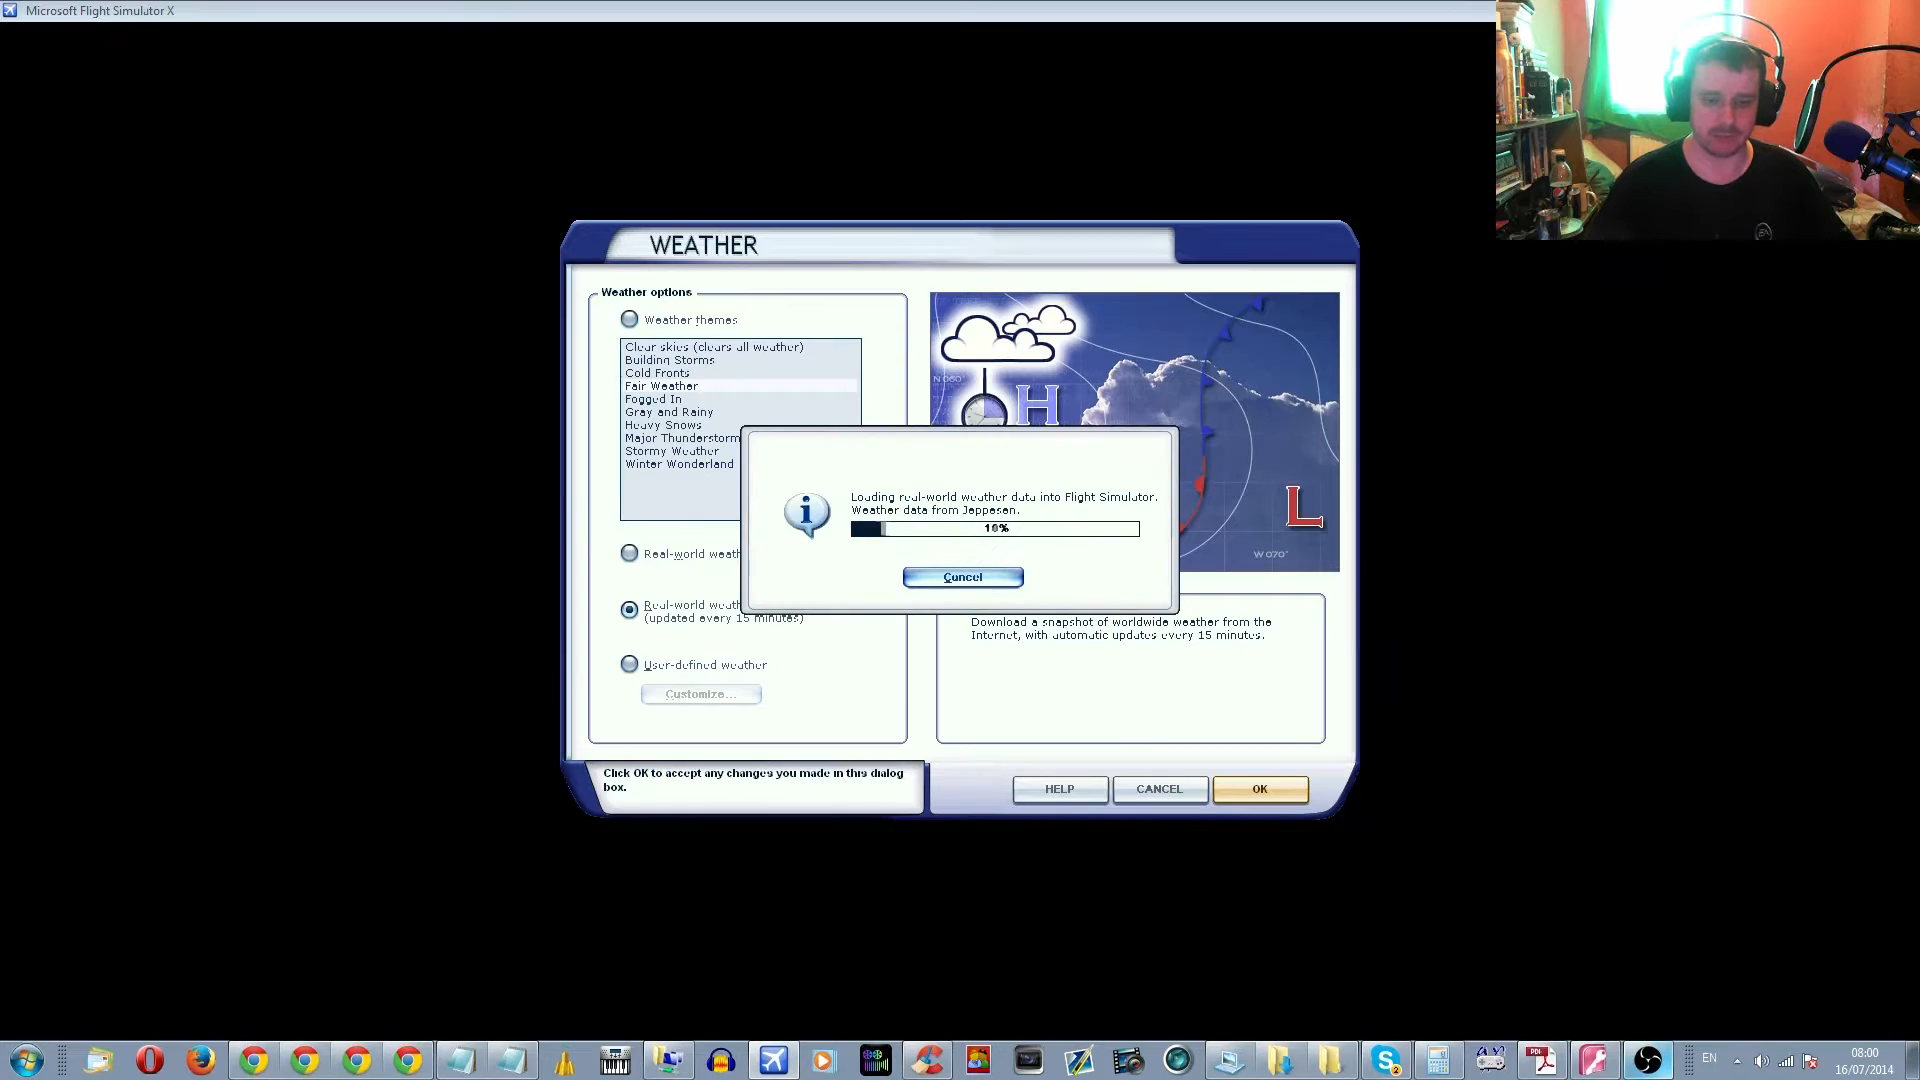 Microsoft Flight Simulator X
WEATHER
Weather options
Weather themes
Clear skies (clears all weather)
Building Storms
Cold Fronts
Fair Weather
Fogged In
Gray and Rainy
Heavy Snows
Major Thunderstorm
Stormy Weather
Winter Wonderland
Real-world weath
Real-world weath
(updated every 15 minutes)
User-defined weather
Customize...
N 060°
H
L
W 070°
Loading real-world weather data into Flight Simulator.
Weather data from Jeppesen.
10%
Cancel
Download a snapshot of worldwide weather from the
Internet, with automatic updates every 15 minutes.
Click OK to accept any changes you made in this dialog
box.
HELP
CANCEL
OK
EN
08:00
16/07/2014